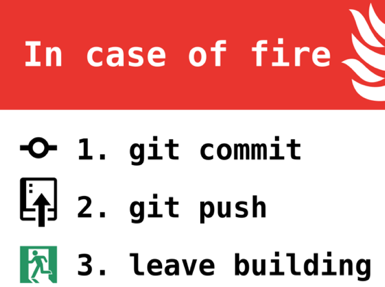 In case of fire
1. git commit
2. git push
3. leave building